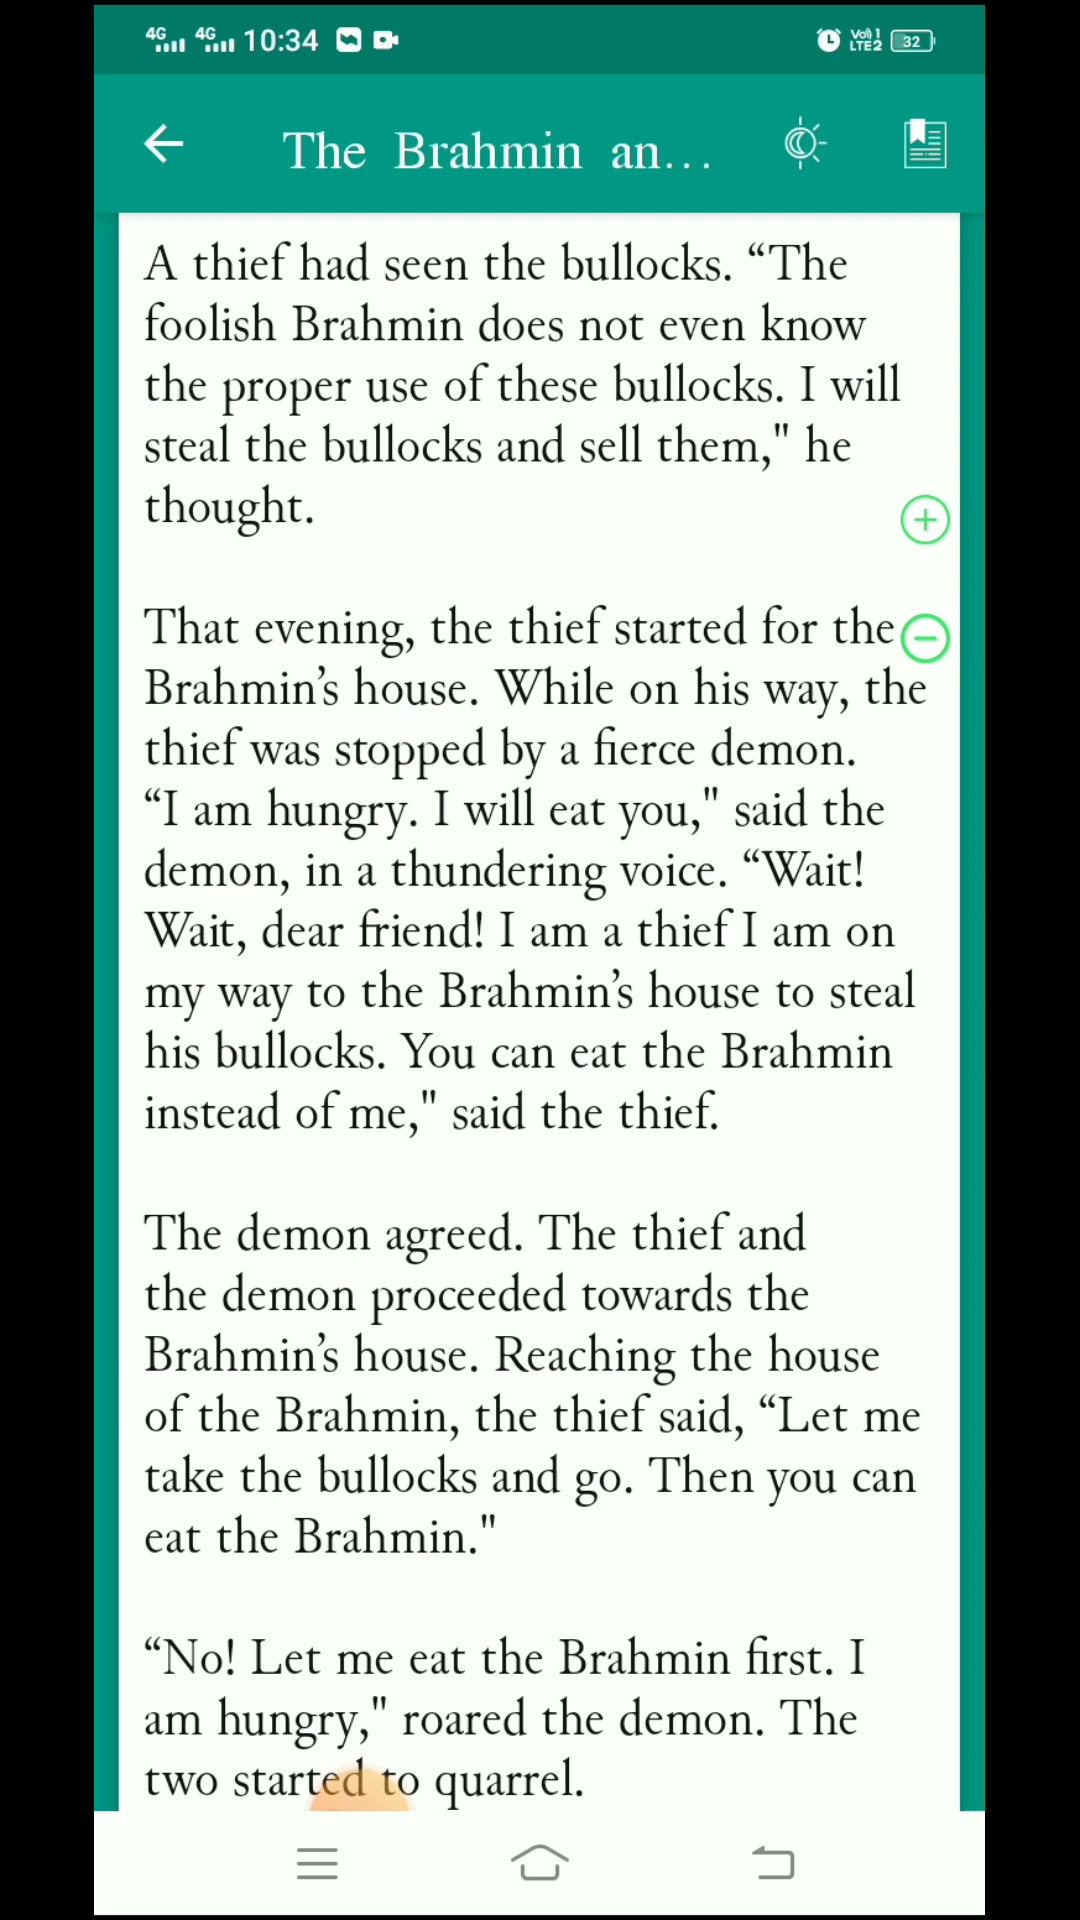 4G 4G 10:34 Vo)) 1 LTE2 32
The Brahmin an...
A thief had seen the bullocks. “The
foolish Brahmin does not even know
the proper use of these bullocks. I will
steal the bullocks and sell them," he
thought.
That evening, the thief started for the
Brahmin’s house. While on his way, the
thief was stopped by a fierce demon.
“I am hungry. I will eat you," said the
demon, in a thundering voice. “Wait!
Wait, dear friend! I am a thief I am on
my way to the Brahmin’s house to steal
his bullocks. You can eat the Brahmin
instead of me," said the thief.
The demon agreed. The thief and
the demon proceeded towards the
Brahmin’s house. Reaching the house
of the Brahmin, the thief said, “Let me
take the bullocks and go. Then you can
eat the Brahmin."
“No! Let me eat the Brahmin first. I
am hungry," roared the demon. The
two started to quarrel.